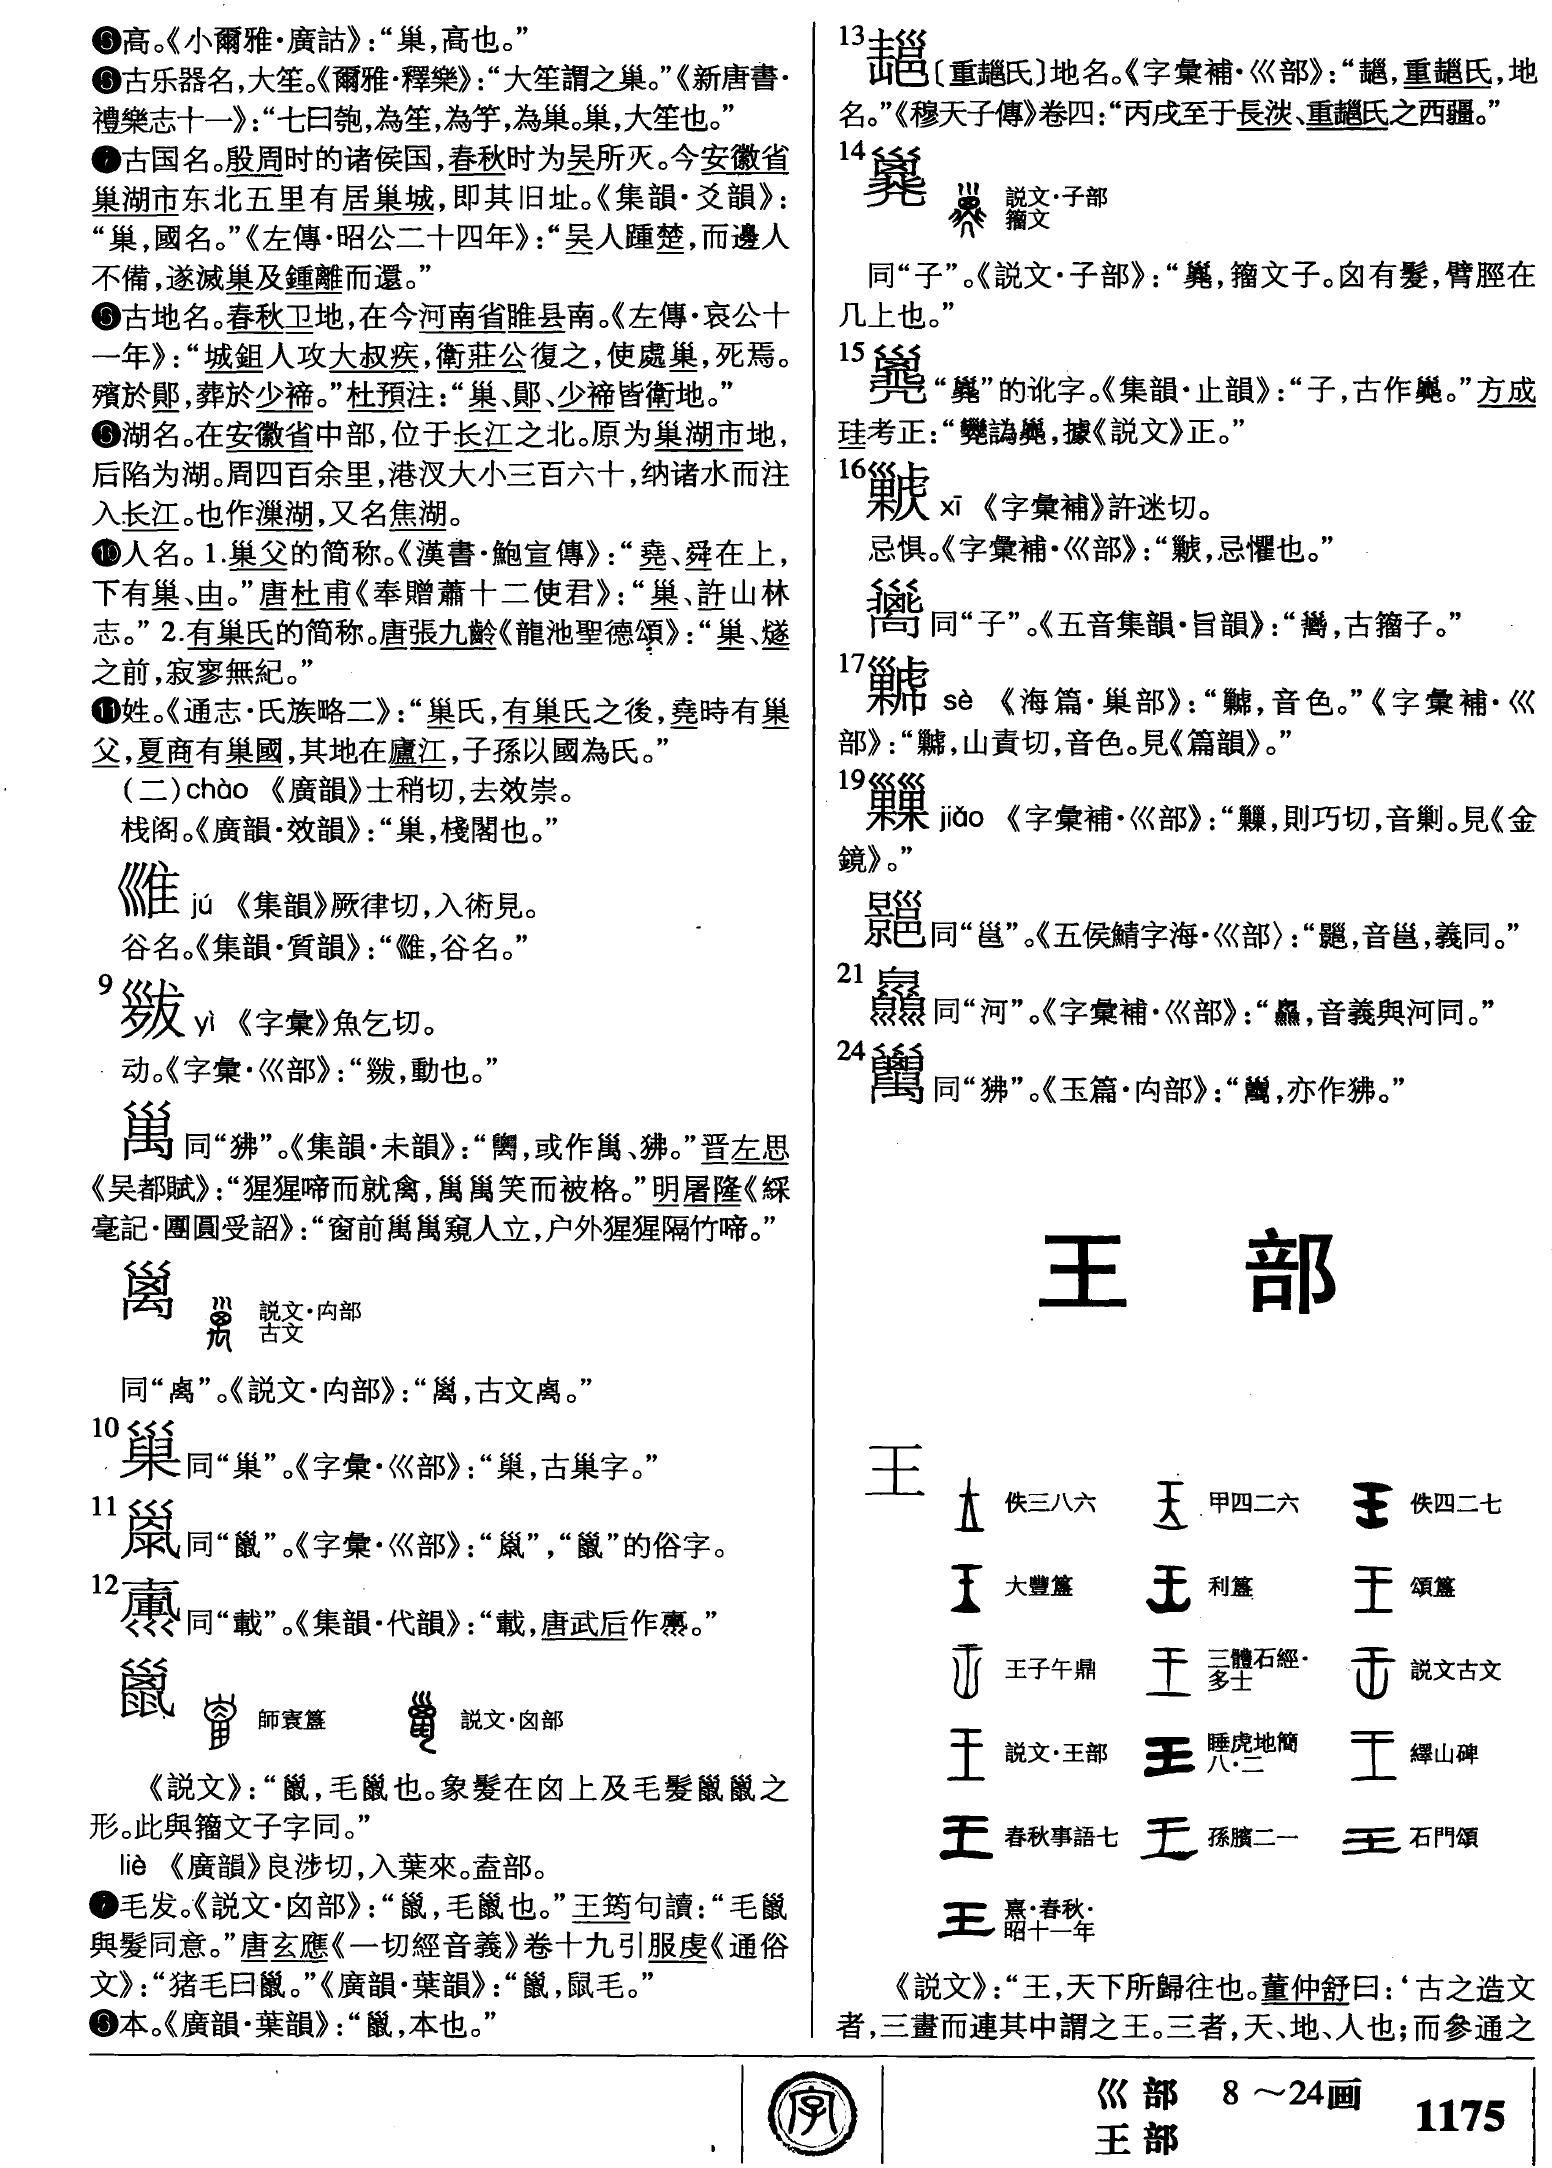 ❺高。《小爾雅·廣詁》：“巢，高也。”
❻古乐器名，大笙。《爾雅·釋樂》：“大笙謂之巢。”《新唐書·
禮樂志十一》：“七曰匏，為笙，為竽，為巢。巢，大笙也。”
❼古国名。殷周时的诸侯国，春秋时为吴所灭。今安徽省
巢湖市东北五里有居巢城，即其旧址。《集韻·爻韻》：
“巢，國名。”《左傳·昭公二十四年》：“吴人踵楚，而邊人
不備，遂滅巢及鍾離而還。”
古地名。春秋卫地，在今河南省睢县南。《左傳·哀公十
一年》：“城鉏人攻大叔疾，衛莊公復之，使處巢，死焉。
殯於鄖，葬於少禘。”杜預注：“巢、鄖、少禘皆衛地。”
湖名。在安徽省中部，位于长江之北。原为巢湖市地，
后陷为湖。周四百余里，港汊大小三百六十，纳诸水而注
入长江。也作漅湖，又名焦湖。
❿人名。1.巢父的简称。《漢書·鮑宣傳》：“堯、舜在上，
下有巢、由。”唐杜甫《奉贈蕭十二使君》：“巢、許山林
志。”2.有巢氏的简称。唐張九齡《龍池聖德頌》：“巢、燧
之前，寂寥無紀。”
⓫姓。《通志·氏族略二》：“巢氏，有巢氏之後，堯時有巢
父，夏商有巢國，其地在廬江，子孫以國為氏。”
(二)chào 《廣韻》士稍切，去效崇。
栈阁。《廣韻·效韻》：“巢，棧閣也。”
jú 《集韻》厥律切，入術見。
谷名。《集韻·質韻》：“，谷名。”
9
yì 《字彙》魚乞切。
动。《字彙·巛部》：“，動也。”
同“狒”。《集韻·未韻》：“，或作、狒。”晋左思
《吴都賦》：“猩猩啼而就禽，笑而被格。”明屠隆《綵
毫記·團圓受詔》：“窗前窺人立，户外猩猩隔竹啼。”
説文·禸部
古文
同“离”。《説文·禸部》：“，古文。”
10
同“巢”。《字彙·巛部》：“，古巢字。”
11
同“巤”。《字彙·巛部》：“”，“巤”的俗字。
12
同“載”。《集韻·代韻》：“載，唐武后作。”
巤 師㝨簋 説文·囟部
《説文》：“巤，毛巤也。象髮在囟上及毛髮巤巤之
形。此與籀文子字同。”
liè 《廣韻》良涉切，入葉來。盍部。
毛发。《説文·囟部》：“巤，毛巤也。”王筠句讀：“毛巤
與髮同意。”唐玄應《一切經音義》卷十九引服虔《通俗
文》：“猪毛曰巤。”《廣韻·葉韻》：“巤，鼠毛。”
本。《廣韻·葉韻》：“巤，本也。”
13
〔重氏〕地名。《字彙補·巛部》：“，重氏，地
名。”《穆天子傳》卷四：“丙戌至于長淡、重氏之西疆。”
14
説文·子部
籀文
同“子”。《説文·子部》：“，籀文子。囟有髮，臂脛在
几上也。”
15
“”的讹字。《集韻·止韻》：“子，古作。”方成
珪考正：“譌，據《説文》正。”
16
xī 《字彙補》許迷切。
忌惧。《字彙補·巛部》：“，忌懼也。”
同“子”。《五音集韻·旨韻》：“，古籀子。”
17
sè 《海篇·巢部》：“，音色。”《字彙補·巛
部》：“，山責切，音色。見《篇韻》。”
19
jiǎo 《字彙補·巛部》：“，則巧切，音剿。見《金
鏡》。”
同“邕”。《五侯鯖字海·巛部》：“，音邕，義同。”
21
同“河”。《字彙補·巛部》：“，音義與河同。”
24
同“狒”。《玉篇·禸部》：“，亦作狒。”
王 部
王
佚三八六 甲四二六 佚四二七
大豐簋 利簋 頌簋
王子午鼎 三體石經·多士 説文古文
説文·王部 睡虎地簡八·二 繹山碑
春秋事語七 孫臏二一 石門頌
熹·春秋·
昭十一年
《説文》：“王，天下所歸往也。董仲舒曰：‘古之造文
者，三畫而連其中謂之王。三者，天、地、人也；而參通之
字
巛部 8～24画
王部
1175